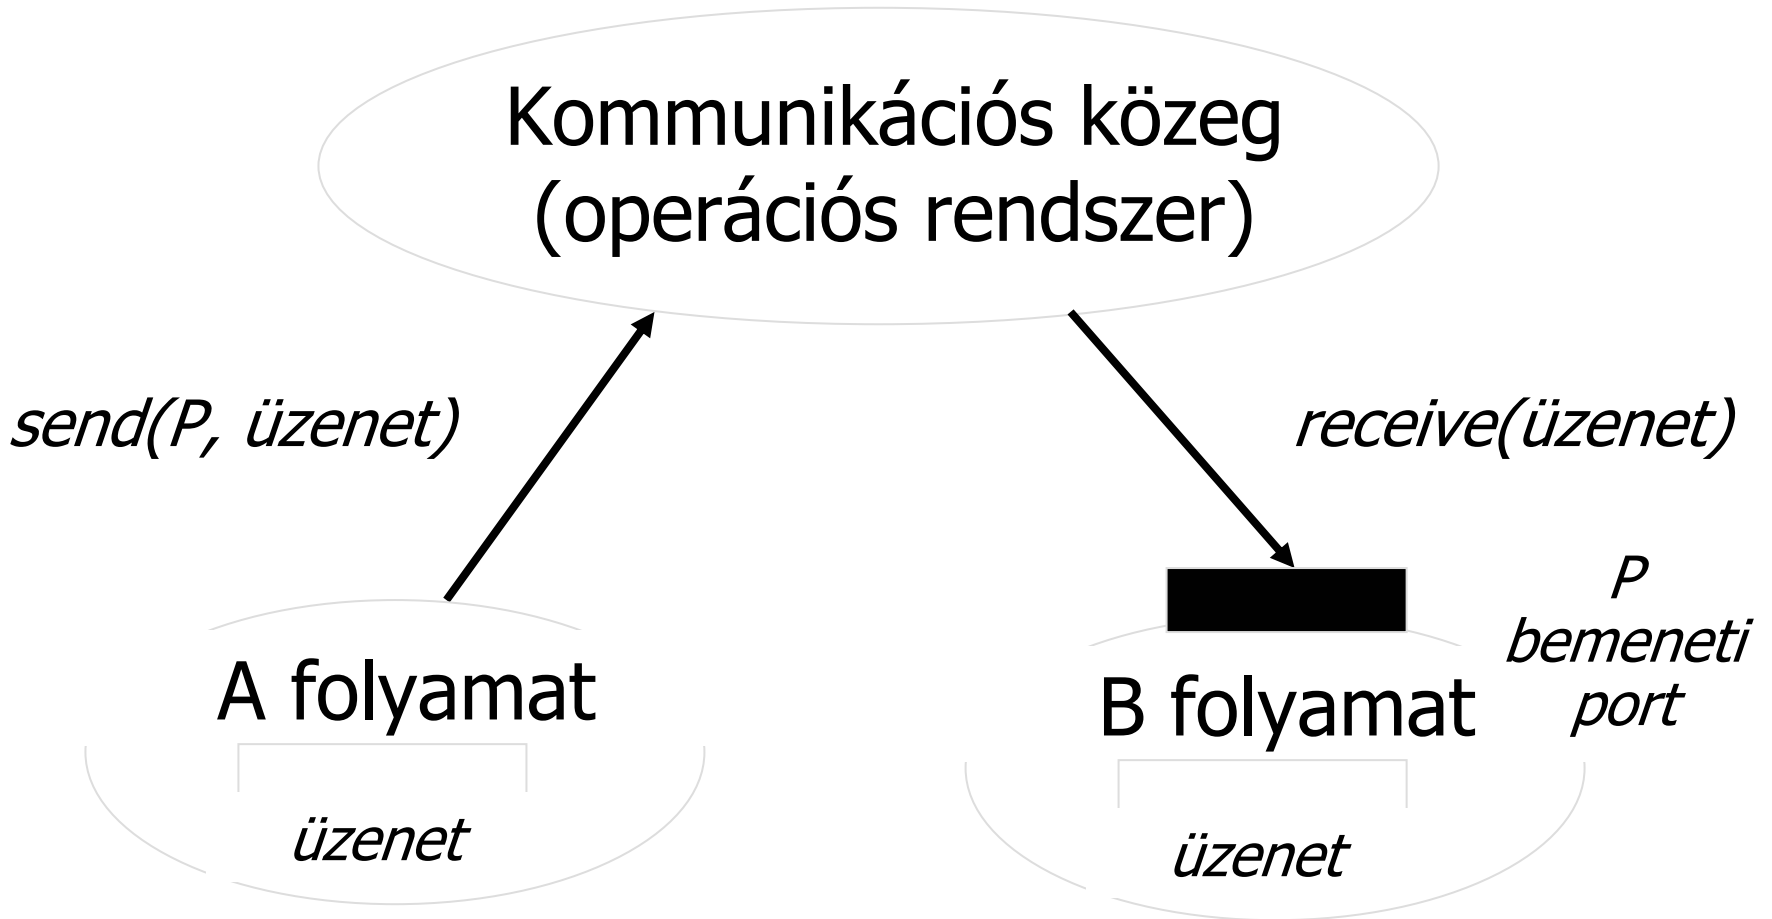 Kommunikációs közeg
(operációs rendszer)
send(P, üzenet)
receive(üzenet)
P
bemeneti
port
A folyamat
B folyamat
üzenet
üzenet